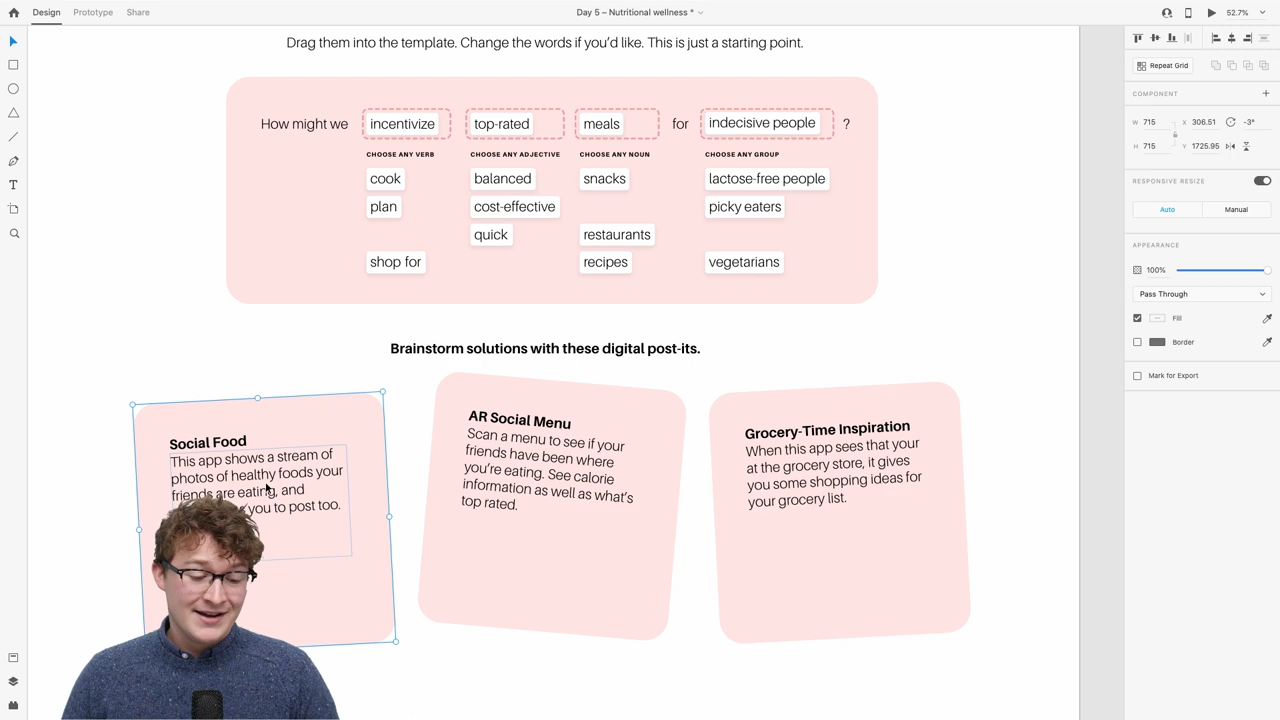 Design Prototype Share
Day 5 – Nutritional wellness *
52.7%
Drag them into the template. Change the words if you'd like. This is just a starting point.
How might we incentivize top-rated meals for indecisive people ?
CHOOSE ANY VERB CHOOSE ANY ADJECTIVE CHOOSE ANY NOUN CHOOSE ANY GROUP
cook balanced snacks lactose-free people
plan cost-effective picky eaters
quick restaurants
shop for recipes vegetarians
Brainstorm solutions with these digital post-its.
Social Food
This app shows a stream of
photos of healthy foods your
friends are eating, and
you to post too.
AR Social Menu
Scan a menu to see if your
friends have been where
you're eating. See calorie
information as well as what's
top rated.
Grocery-Time Inspiration
When this app sees that your
at the grocery store, it gives
you some shopping ideas for
your grocery list.
Repeat Grid
COMPONENT
W 715 X 306.51 -3°
H 715 Y 1725.95
RESPONSIVE RESIZE
Auto Manual
APPEARANCE
100%
Pass Through
Fill
Border
Mark for Export